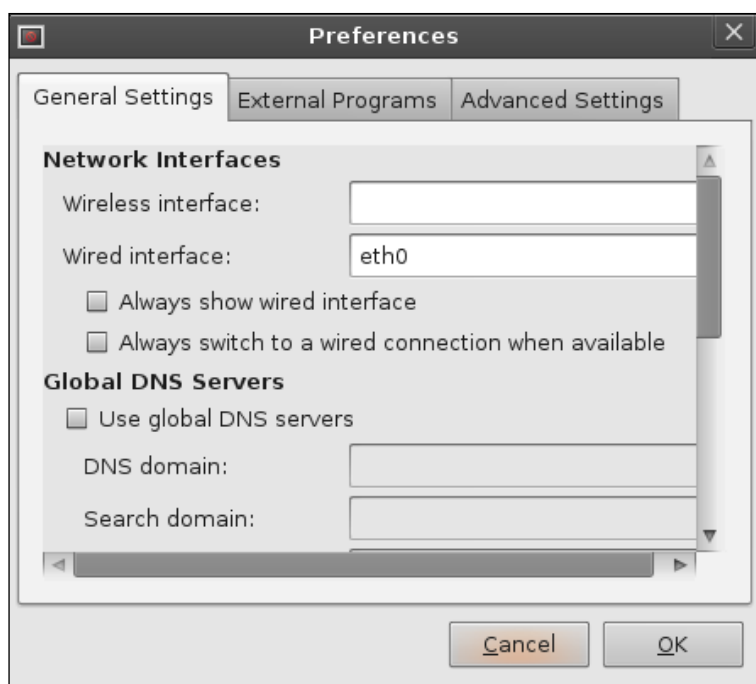 Preferences
General Settings External Programs Advanced Settings
Network Interfaces
Wireless interface:
Wired interface: eth0
Always show wired interface
Always switch to a wired connection when available
Global DNS Servers
Use global DNS servers
DNS domain:
Search domain:
Cancel OK